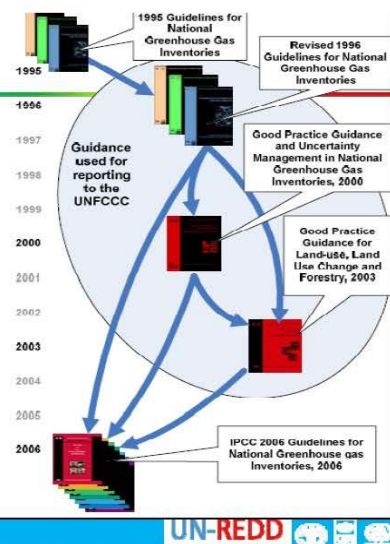 1995 Guidelines for
National
Greenhouse Gas
Inventories
Revised 1996
Guidelines for National
Greenhouse Gas
Inventories
Good Practice Guidance
and Uncertainty
Management in National
Greenhouse Gas
Inventories, 2000
Guidance
used for
reporting
to the
UNFCCC
Good Practice
Guidance for
Land-use, Land
Use Change and
Forestry, 2003
IPCC 2006 Guidelines for
National Greenhouse gas
Inventories, 2006
1995
1996
1997
1998
1999
2000
2001
2002
2003
2004
2005
2006
UN-REDD